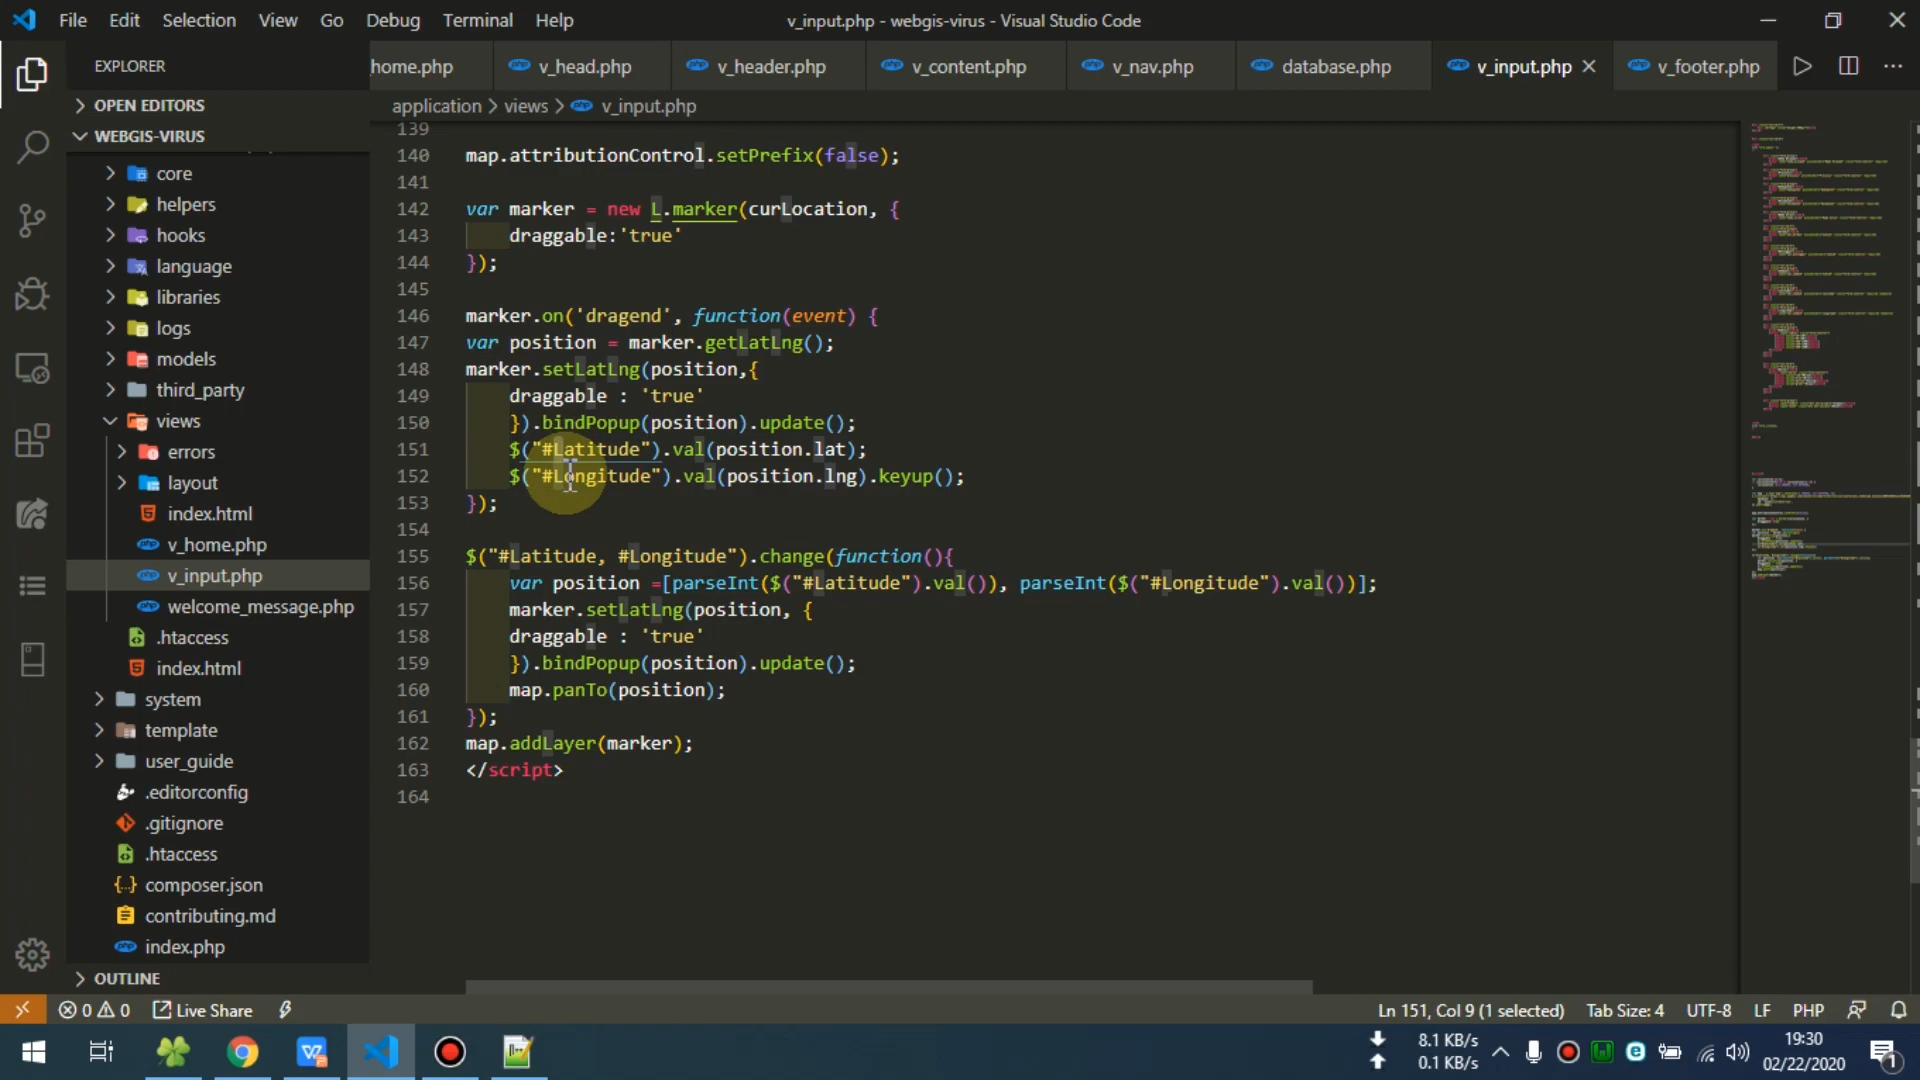 File Edit Selection View Go Debug Terminal Help
v_input.php - webgis-virus - Visual Studio Code
EXPLORER
OPEN EDITORS
WEBGIS-VIRUS
core
helpers
hooks
language
libraries
logs
models
third_party
views
errors
layout
index.html
v_home.php
v_input.php
welcome_message.php
.htaccess
index.html
system
template
user_guide
.editorconfig
.gitignore
.htaccess
composer.json
contributing.md
index.php
OUTLINE
home.php v_head.php v_header.php v_content.php v_nav.php database.php v_input.php v_footer.php
application > views > v_input.php
139
140 map.attributionControl.setPrefix(false);
141
142 var marker = new L.marker(curLocation, {
143 draggable:'true'
144 });
145
146 marker.on('dragend', function(event) {
147 var position = marker.getLatLng();
148 marker.setLatLng(position,{
149 draggable : 'true'
150 }).bindPopup(position).update();
151 $("#Latitude").val(position.lat);
152 $("#Longitude").val(position.lng).keyup();
153 });
154
155 $("#Latitude, #Longitude").change(function(){
156 var position =[parseInt($("#Latitude").val()), parseInt($("#Longitude").val())];
157 marker.setLatLng(position, {
158 draggable : 'true'
159 }).bindPopup(position).update();
160 map.panTo(position);
161 });
162 map.addLayer(marker);
163 </script>
164
0 0 Live Share
Ln 151, Col 9 (1 selected) Tab Size: 4 UTF-8 LF PHP
8.1 KB/s
0.1 KB/s
19:30
02/22/2020
1